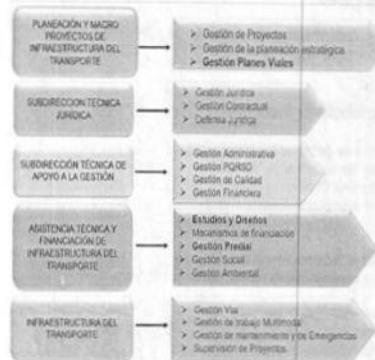 PLANEACIÓN Y MACRO
PROYECTOS DE
INFRAESTRUCTURA DEL
TRANSPORTE
➢ Gestión de Proyectos
➢ Gestión de la planeación estratégica
➢ Gestión Planes Viales
SUBDIRECCIÓN TÉCNICA
JURÍDICA
➢ Gestión Jurídica
➢ Gestión Contractual
➢ Defensa Jurídica
SUBDIRECCIÓN TÉCNICA DE
APOYO A LA GESTIÓN
➢ Gestión Administrativa
➢ Gestión PQRSD
➢ Gestión de Calidad
➢ Gestión Financiera
ASISTENCIA TÉCNICA Y
FINANCIACIÓN DE
INFRAESTRUCTURA DEL
TRANSPORTE
➢ Estudios y Diseños
➢ Mecanismos de financiación
➢ Gestión Predial
➢ Gestión Social
➢ Gestión Ambiental
INFRAESTRUCTURA DEL
TRANSPORTE
➢ Gestión Vial
➢ Gestión de trabajo Multimodal
➢ Gestión de mantenimiento y de Emergencias
➢ Supervisión de Proyectos